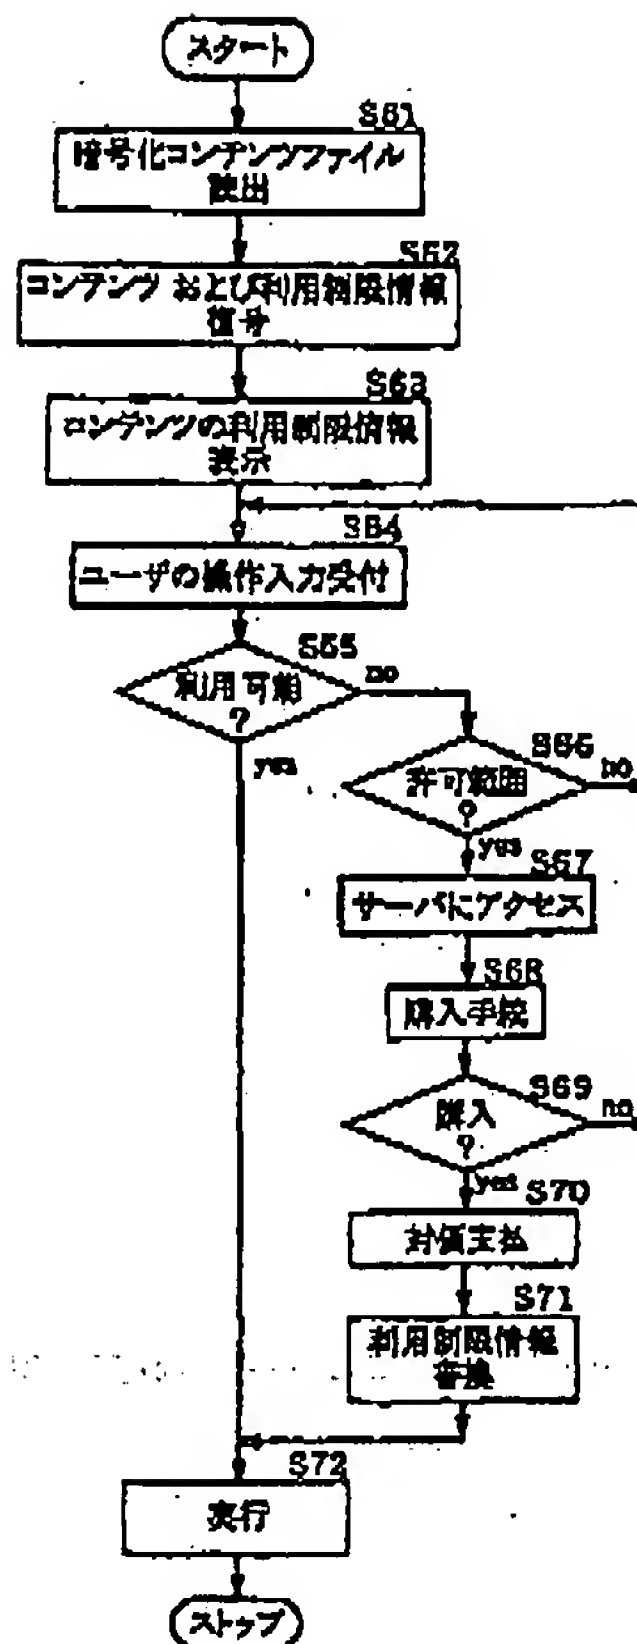 スタート
S61
暗号化コンテンツファイル
読出
S62
コンテンツ および利用制限情報
復号
S63
コンテンツの利用制限情報
表示
S64
ユーザの操作入力受付
S65
利用可能
?
no
yes
S66
許可範囲
?
no
yes
S67
サーバにアクセス
S68
購入手続
S69
購入
?
no
yes
S70
対価支払
S71
利用制限情報
書換
S72
実行
ストップ